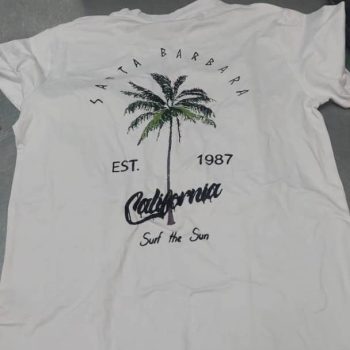 SANTA BARBARA
EST. 1987
California
Surf the Sun